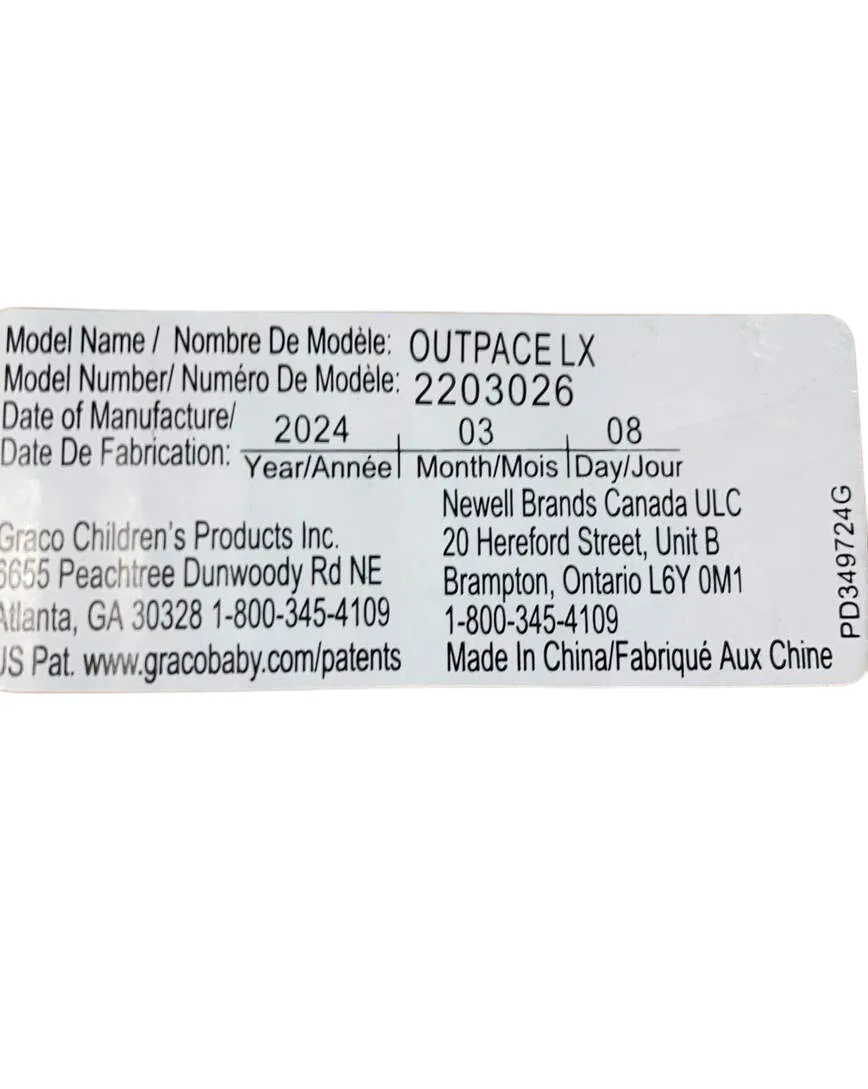 Model Name / Nombre De Modèle: OUTPACE LX
Model Number/ Numéro De Modèle: 2203026
Date of Manufacture/
Date De Fabrication:
2024 03 08
Year/Année Month/Mois Day/Jour
Graco Children's Products Inc.
6655 Peachtree Dunwoody Rd NE
Atlanta, GA 30328 1-800-345-4109
US Pat. www.gracobaby.com/patents
Newell Brands Canada ULC
20 Hereford Street, Unit B
Brampton, Ontario L6Y 0M1
1-800-345-4109
Made In China/Fabriqué Aux Chine
PD349724G